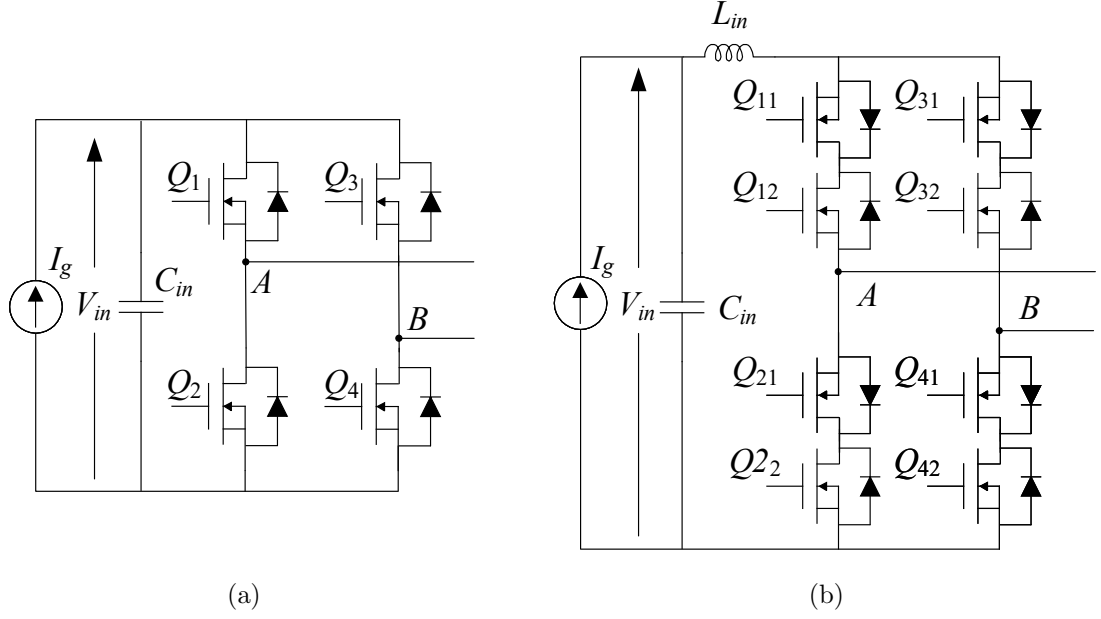 L_in
Q_11
Q_31
Q_1
Q_3
Q_12
Q_32
I_g
V_in
C_in
A
B
I_g
V_in
C_in
A
B
Q_2
Q_4
Q_21
Q_41
Q2_2
Q_42
(a)
(b)